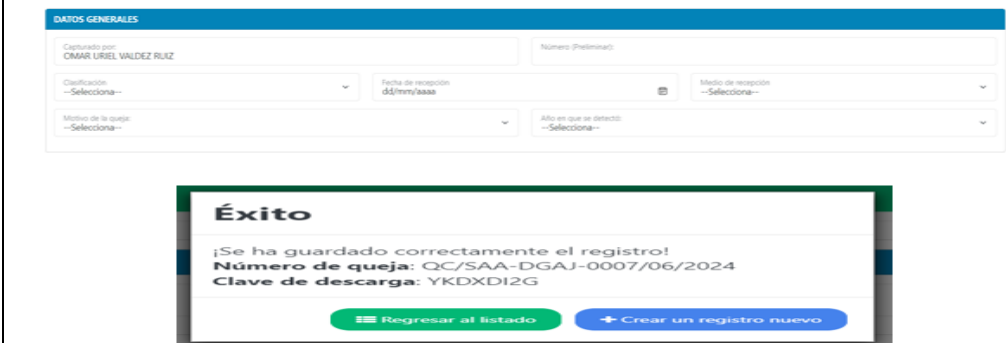 DATOS GENERALES
Capturado por:
OMAR URIEL VALDEZ RUIZ
Número (Preliminar):
Clasificación
--Selecciona--
Fecha de recepción
dd/mm/aaaa
Medio de recepción
--Selecciona--
Motivo de la queja:
--Selecciona--
Año en que se detectó:
--Selecciona--
Éxito
¡Se ha guardado correctamente el registro!
Número de queja: QC/SAA-DGAJ-0007/06/2024
Clave de descarga: YKDXDI2G
Regresar al listado
+ Crear un registro nuevo